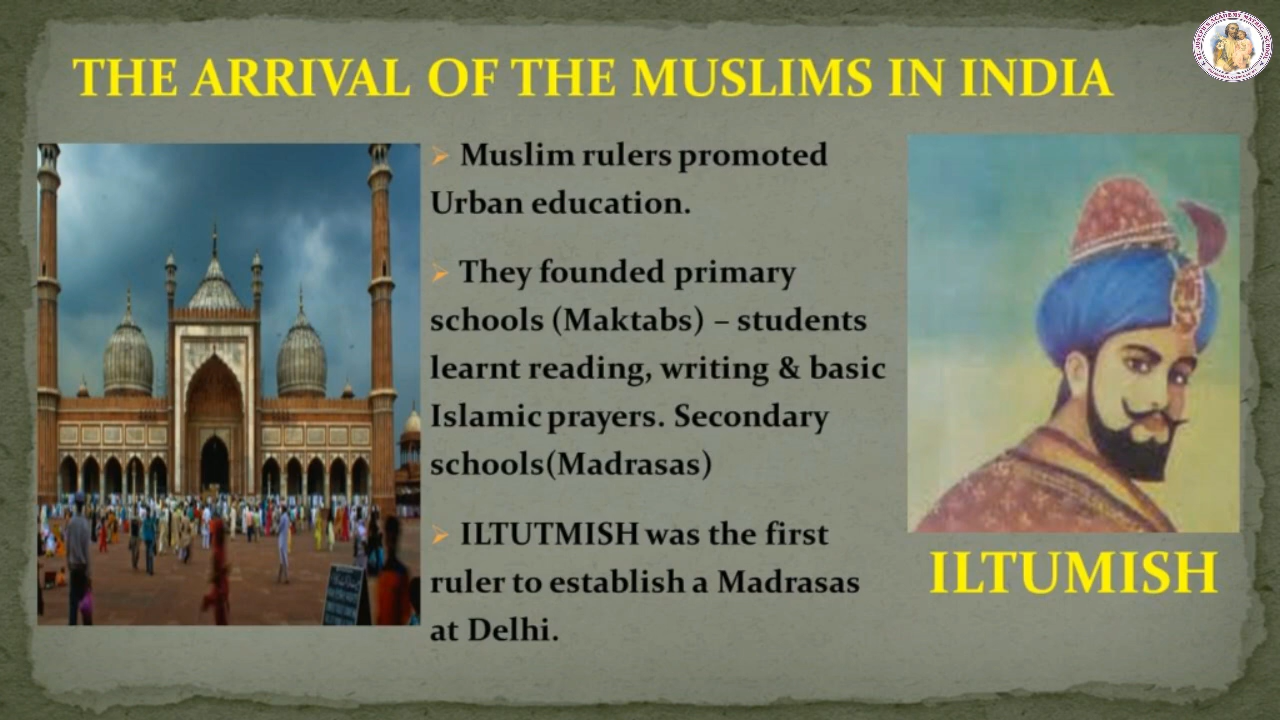 THE ARRIVAL OF THE MUSLIMS IN INDIA
➢ Muslim rulers promoted
Urban education.
➢ They founded primary
schools (Maktabs) – students
learnt reading, writing & basic
Islamic prayers. Secondary
schools(Madrasas)
➢ ILTUTMISH was the first
ruler to establish a Madrasas
at Delhi.
ILTUMISH